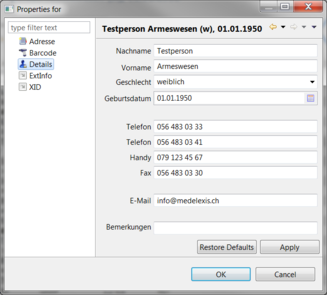 Properties for
type filter text
Adresse
Barcode
Details
ExtInfo
XID
Testperson Armeswesen (w), 01.01.1950
Nachname Testperson
Vorname Armeswesen
Geschlecht weiblich
Geburtsdatum 01.01.1950
Telefon 056 483 03 33
Telefon 056 483 03 41
Handy 079 123 45 67
Fax 056 483 03 30
E-Mail info@medelexis.ch
Bemerkungen
Restore Defaults Apply
OK Cancel